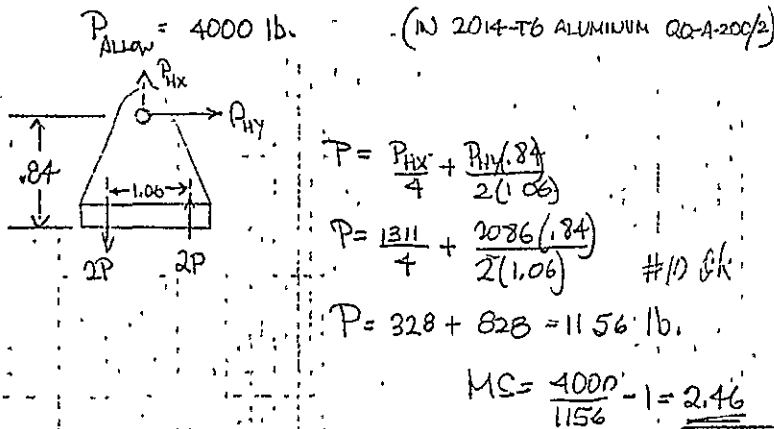 P_ALLOW = 4000 lb. (IN 2014-T6 ALUMINUM QQ-A-200/2)
P_HX
P_HY
.84
1.06
2P 2P
P = P_HX/4 + P_HY(.84)/2(1.06)
P = 1311/4 + 2086(.84)/2(1.06)
#10
P = 328 + 828 = 1156 lb.
MS = 4000/1156 - 1 = 2.46